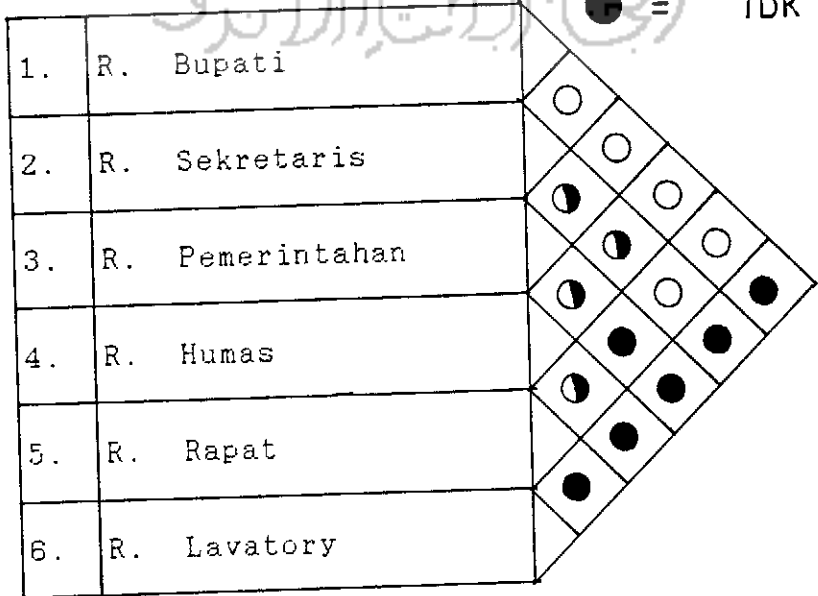 = TDK
1. R. Bupati
2. R. Sekretaris
3. R. Pemerintahan
4. R. Humas
5. R. Rapat
6. R. Lavatory